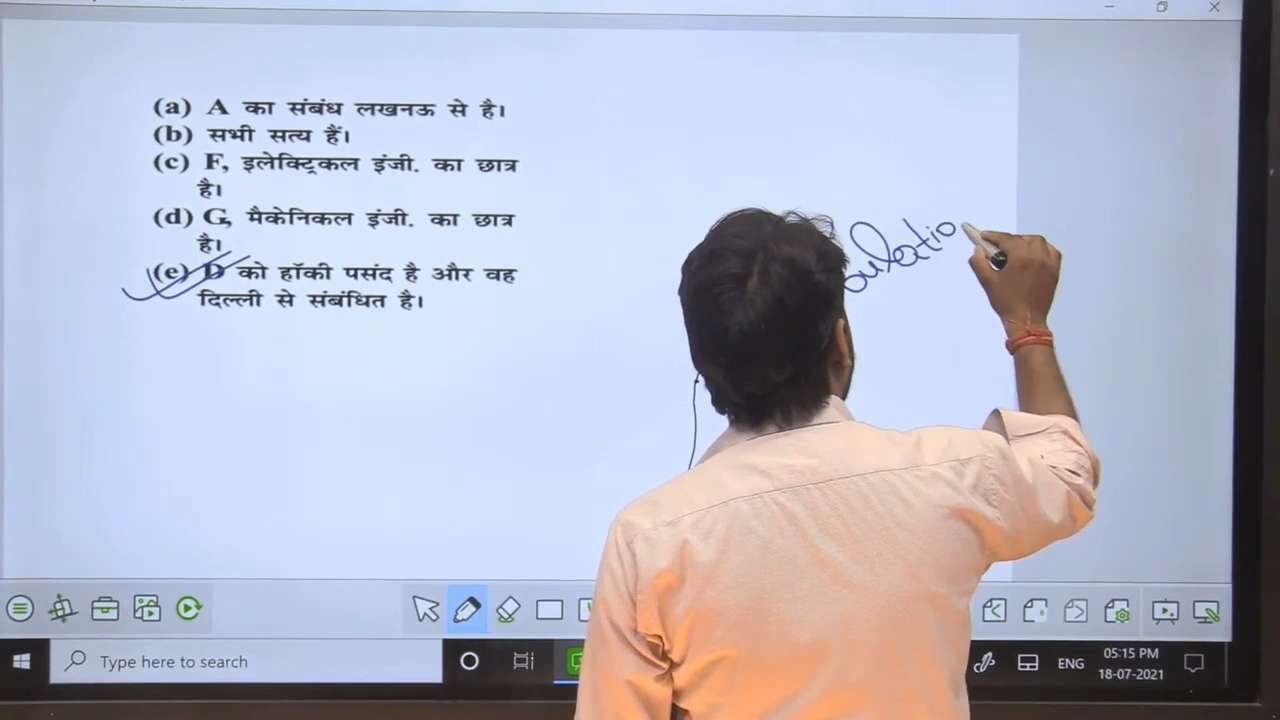 (a) A का संबंध लखनऊ से है।
(b) सभी सत्य हैं।
(c) F, इलेक्ट्रिकल इंजी. का छात्र
है।
(d) G, मैकेनिकल इंजी. का छात्र
है।
(e) D को हॉकी पसंद है और वह
दिल्ली से संबंधित है।
Type here to search
ENG
05:15 PM
18-07-2021